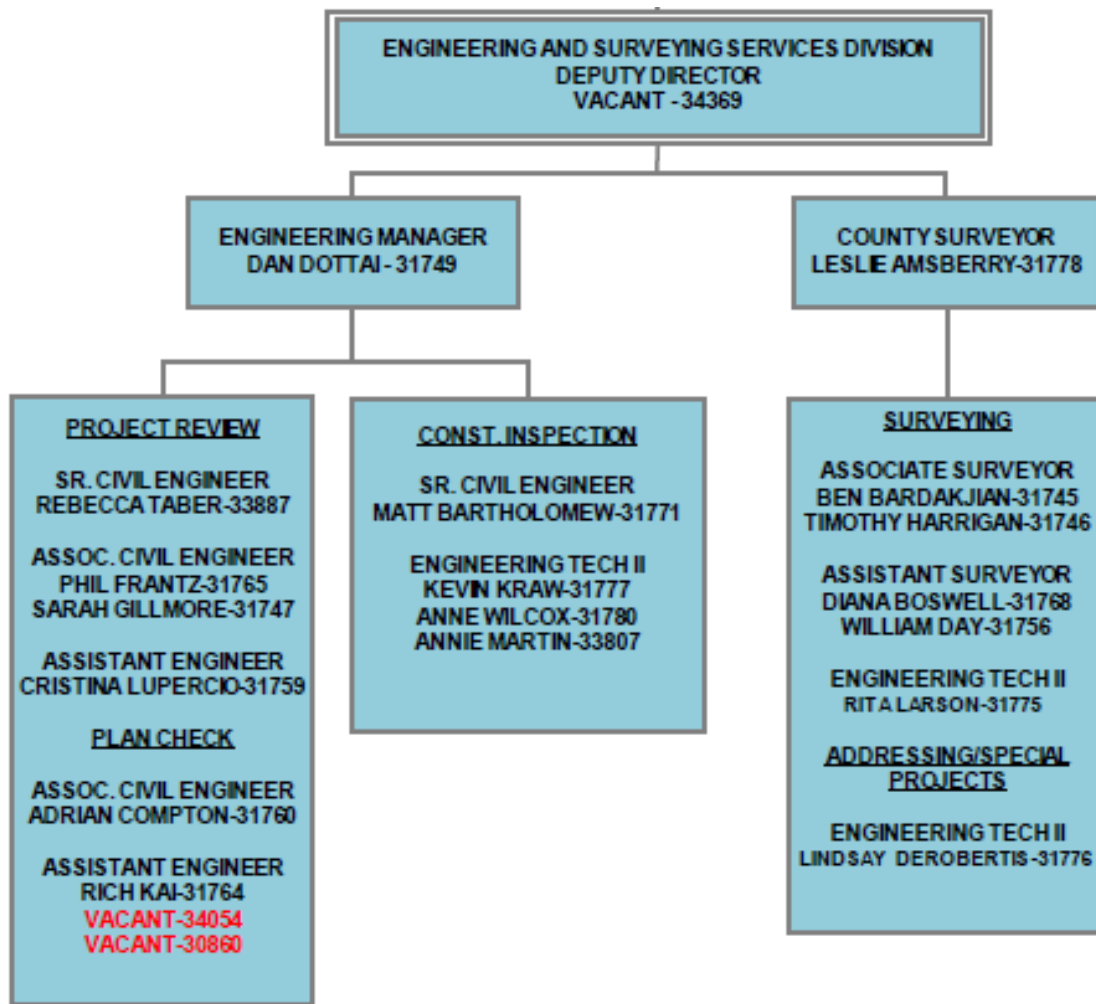 ENGINEERING AND SURVEYING SERVICES DIVISION
DEPUTY DIRECTOR
VACANT - 34369
ENGINEERING MANAGER
DAN DOTTAI - 31749
COUNTY SURVEYOR
LESLIE AMSBERRY-31778
PROJECT REVIEW
SR. CIVIL ENGINEER
REBECCA TABER-33887
ASSOC. CIVIL ENGINEER
PHIL FRANTZ-31765
SARAH GILLMORE-31747
ASSISTANT ENGINEER
CRISTINA LUPERCIO-31759
PLAN CHECK
ASSOC. CIVIL ENGINEER
ADRIAN COMPTON-31760
ASSISTANT ENGINEER
RICH KAI-31764
VACANT-34054
VACANT-30860
CONST. INSPECTION
SR. CIVIL ENGINEER
MATT BARTHOLOMEW-31771
ENGINEERING TECH II
KEVIN KRAW-31777
ANNE WILCOX-31780
ANNIE MARTIN-33807
SURVEYING
ASSOCIATE SURVEYOR
BEN BARDAKJIAN-31745
TIMOTHY HARRIGAN-31746
ASSISTANT SURVEYOR
DIANA BOSWELL-31768
WILLIAM DAY-31756
ENGINEERING TECH II
RITA LARSON-31775
ADDRESSING/SPECIAL
PROJECTS
ENGINEERING TECH II
LINDSAY DEROBERTIS-31776